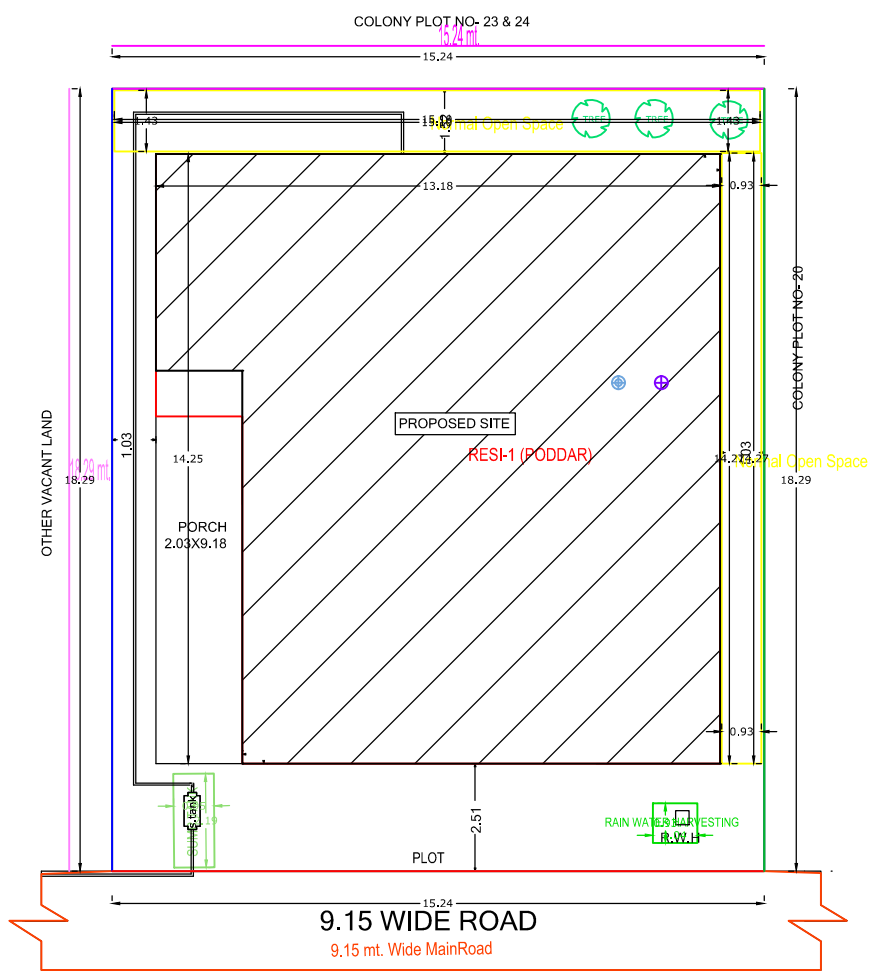 COLONY PLOT NO- 23 & 24
15.24 mt.
15.24
1.43
Normal Open Space
TREE
TREE
1.43
13.18
0.93
COLONY PLOT NO- 20
OTHER VACANT LAND
PROPOSED SITE
RESI-1 (PODDAR)
1.03
14.25
18.29 mt.
18.29
Normal Open Space
18.29
PORCH
2.03X9.18
0.93
s.tank
2.51
RAIN WATER HARVESTING
R.W.H
PLOT
15.24
9.15 WIDE ROAD
9.15 mt. Wide MainRoad